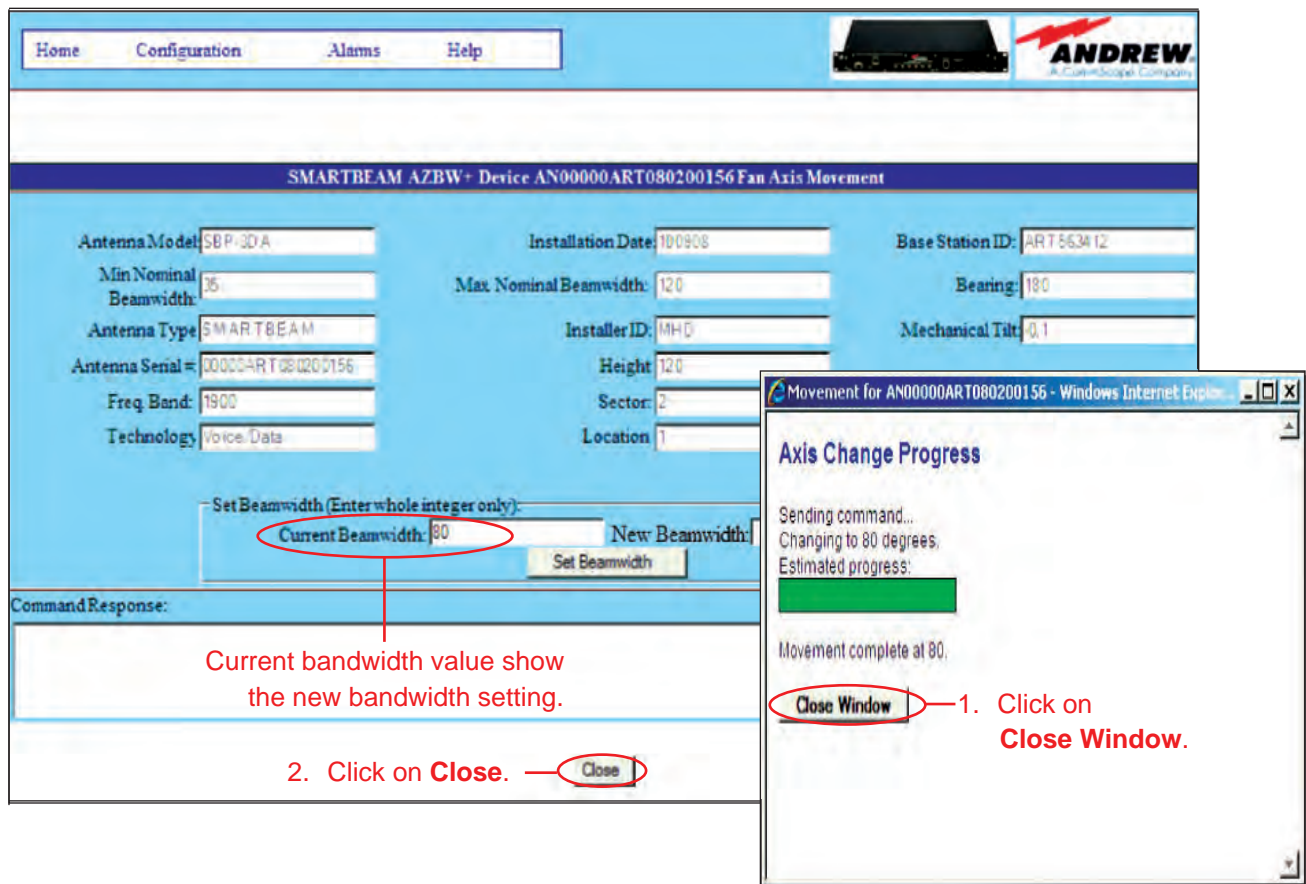 Home Configuration Alarms Help
ANDREW.
A CommScope Company
SMARTBEAM AZBW+ Device AN00000ART080200156 Fan Axis Movement
Antenna Model: SBP-3DA Installation Date: 100908 Base Station ID: ART563412
Min Nominal Beamwidth: 35 Max Nominal Beamwidth: 120 Bearing: 180
Antenna Type SMARTBEAM Installer ID: MHD Mechanical Tilt: -0.1
Antenna Serial #: 00000ART080200156 Height 120
Freq. Band: 1900 Sector: 2
Technology Voice/Data Location 1
Set Beamwidth (Enter whole integer only):
Current Beamwidth: 80 New Beamwidth:
Set Beamwidth
Command Response:
Current bandwidth value show
the new bandwidth setting.
2. Click on Close.
Close
Movement for AN00000ART080200156 - Windows Internet Explor...
Axis Change Progress
Sending command...
Changing to 80 degrees.
Estimated progress:
Movement complete at 80.
Close Window
1. Click on
Close Window.